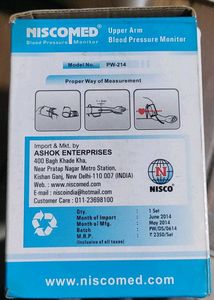 NISCOMED®
Blood Pressure Monitor
Upper Arm
Blood Pressure Monitor
Model No. PW-214
Proper Way of Measurement
Import & Mkt. by
ASHOK ENTERPRISES
400 Bagh Khade Kha,
Near Pratap Nagar Metro Station,
Kishan Ganj, New Delhi-110 007 (INDIA)
Web : www.niscomed.com
E-mail : niscoindia@hotmail.com
Customer Care : 011-23698100
NISCO
Qty. : 1 Set
Month of Import : June 2014
Month of Mfg. : May 2014
Batch : PW/DS/0614
M.R.P. : ₹ 2350/Set
(Inclusive of all taxes)
www.niscomed.com